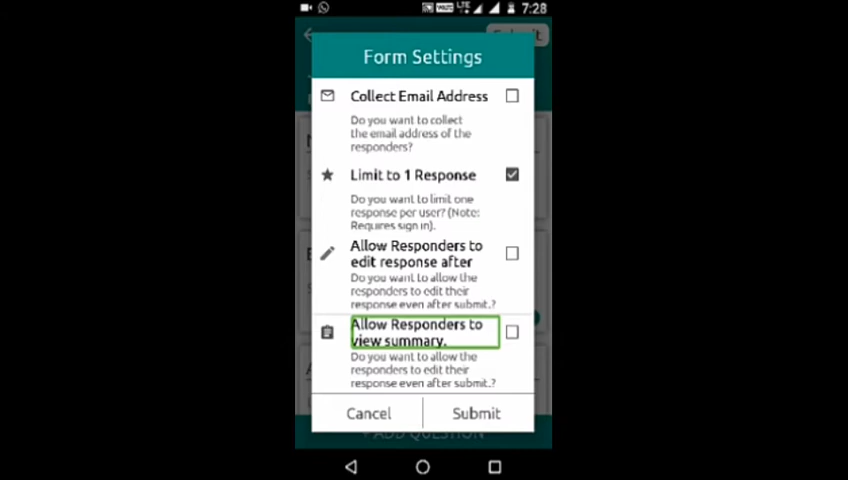 LTE 7:28
Form Settings
Collect Email Address
Do you want to collect
the email address of the
responders?
Limit to 1 Response
Do you want to limit one
response per user? (Note:
Requires sign in).
Allow Responders to
edit response after
Do you want to allow the
responders to edit their
response even after submit.?
Allow Responders to
view summary.
Do you want to allow the
responders to edit their
response even after submit.?
Cancel Submit
+ ADD QUESTION